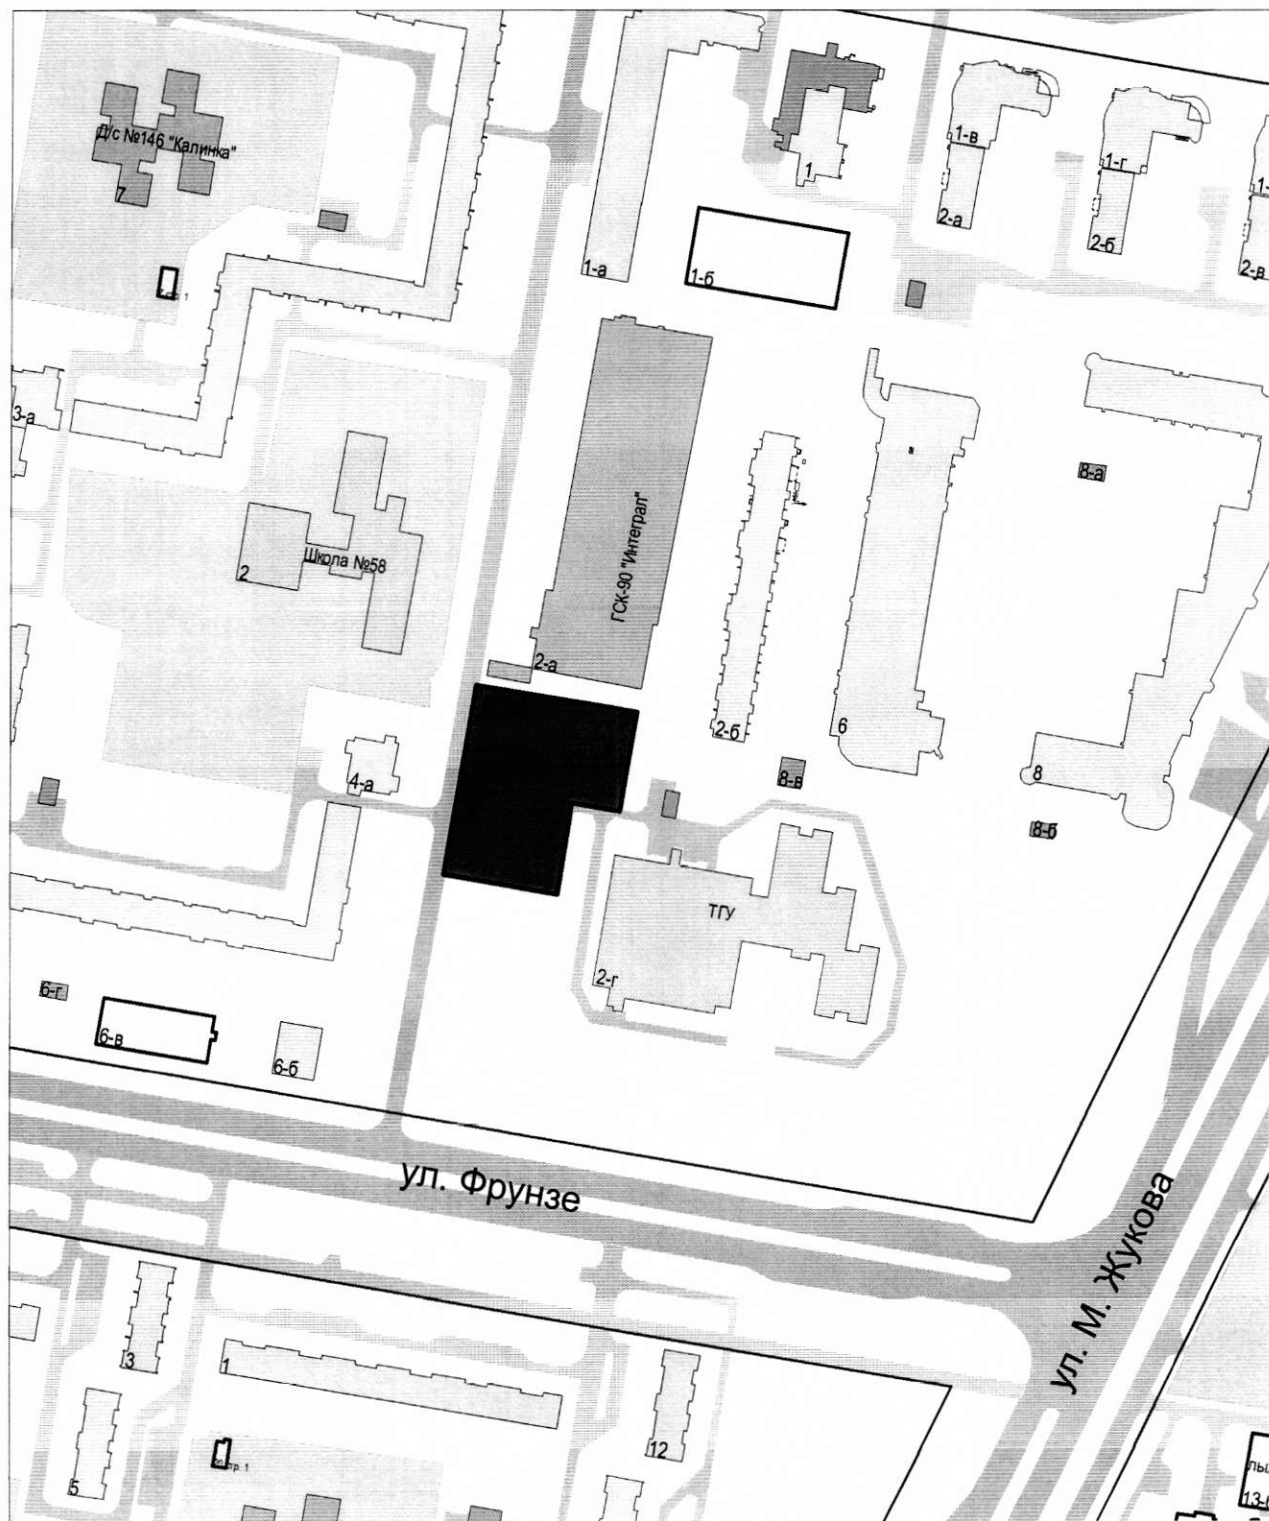 Д/с №146 "Калинка"
7
1
1-в
1-г
1-
2-а
2-б
2-в
1-а
1-б
3-а
8-а
ГСК-90 "Интеграл"
Школа №58
2
2-а
2-б
6
8
4-а
8-в
8-б
ТГУ
2-г
6-г
6-в
6-б
ул. Фрунзе
ул. М. Жукова
3
1
12
5
13-б